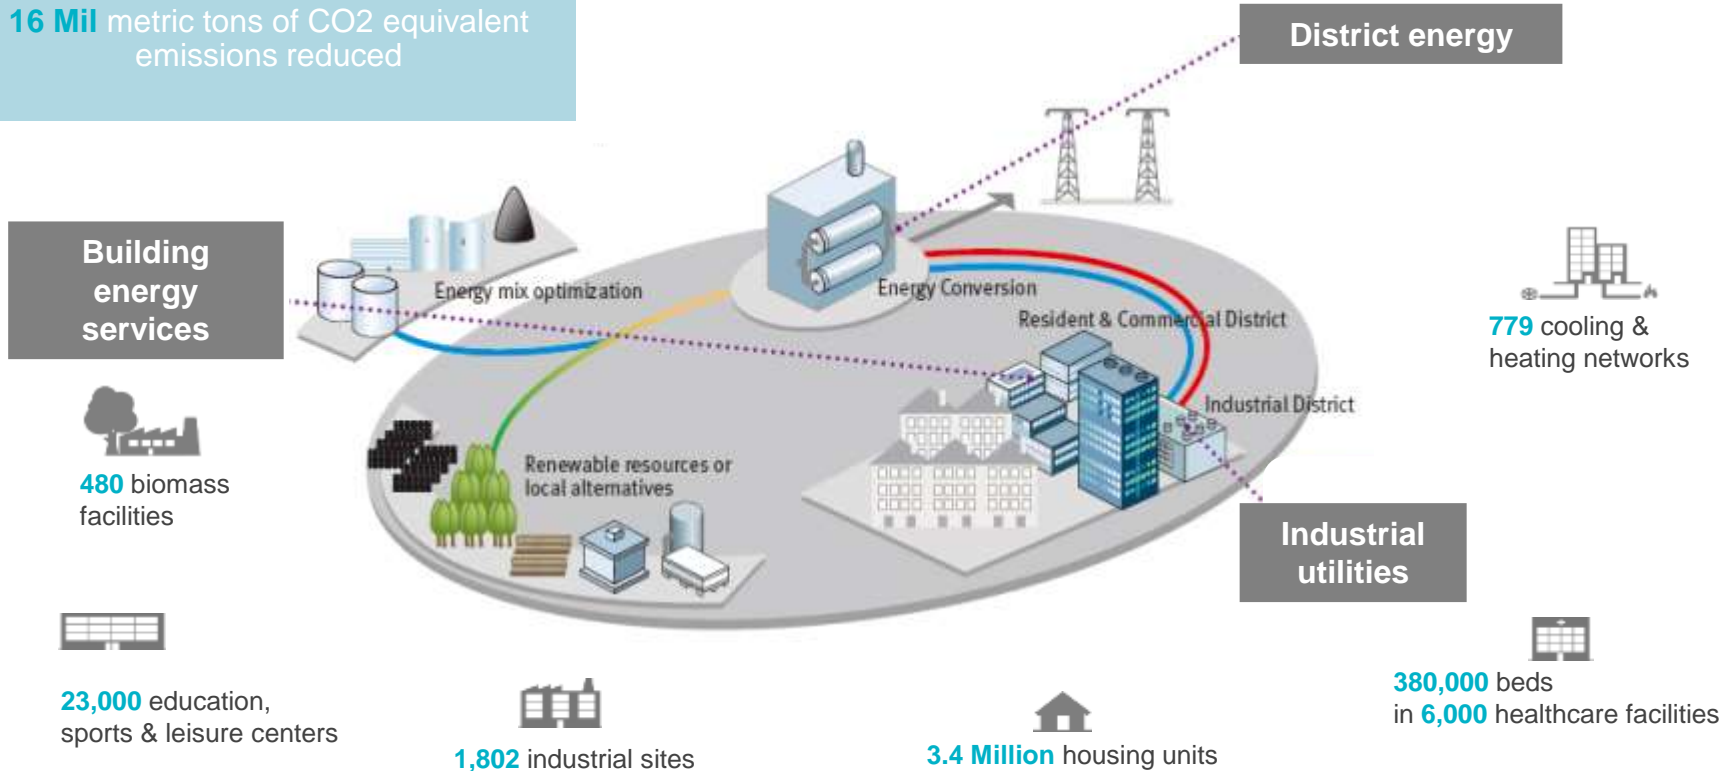 16 Mil metric tons of CO2 equivalent
emissions reduced
District energy
Building
energy
services
Energy mix optimization
Energy Conversion
Resident & Commercial District
779 cooling &
heating networks
Industrial District
480 biomass
facilities
Renewable resources or
local alternatives
Industrial
utilities
23,000 education,
sports & leisure centers
1,802 industrial sites
3.4 Million housing units
380,000 beds
in 6,000 healthcare facilities